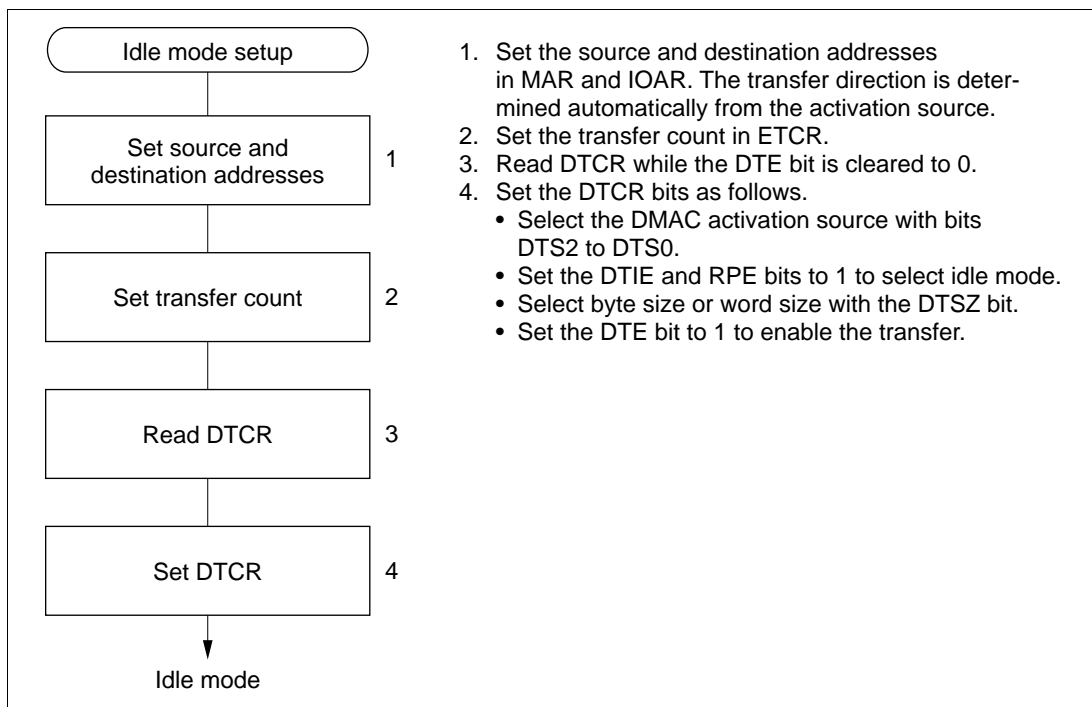 Idle mode setup
Set source and
destination addresses
1
Set transfer count
2
Read DTCR
3
Set DTCR
4
Idle mode
1. Set the source and destination addresses
in MAR and IOAR. The transfer direction is deter-
mined automatically from the activation source.
2. Set the transfer count in ETCR.
3. Read DTCR while the DTE bit is cleared to 0.
4. Set the DTCR bits as follows.
• Select the DMAC activation source with bits
DTS2 to DTS0.
• Set the DTIE and RPE bits to 1 to select idle mode.
• Select byte size or word size with the DTSZ bit.
• Set the DTE bit to 1 to enable the transfer.